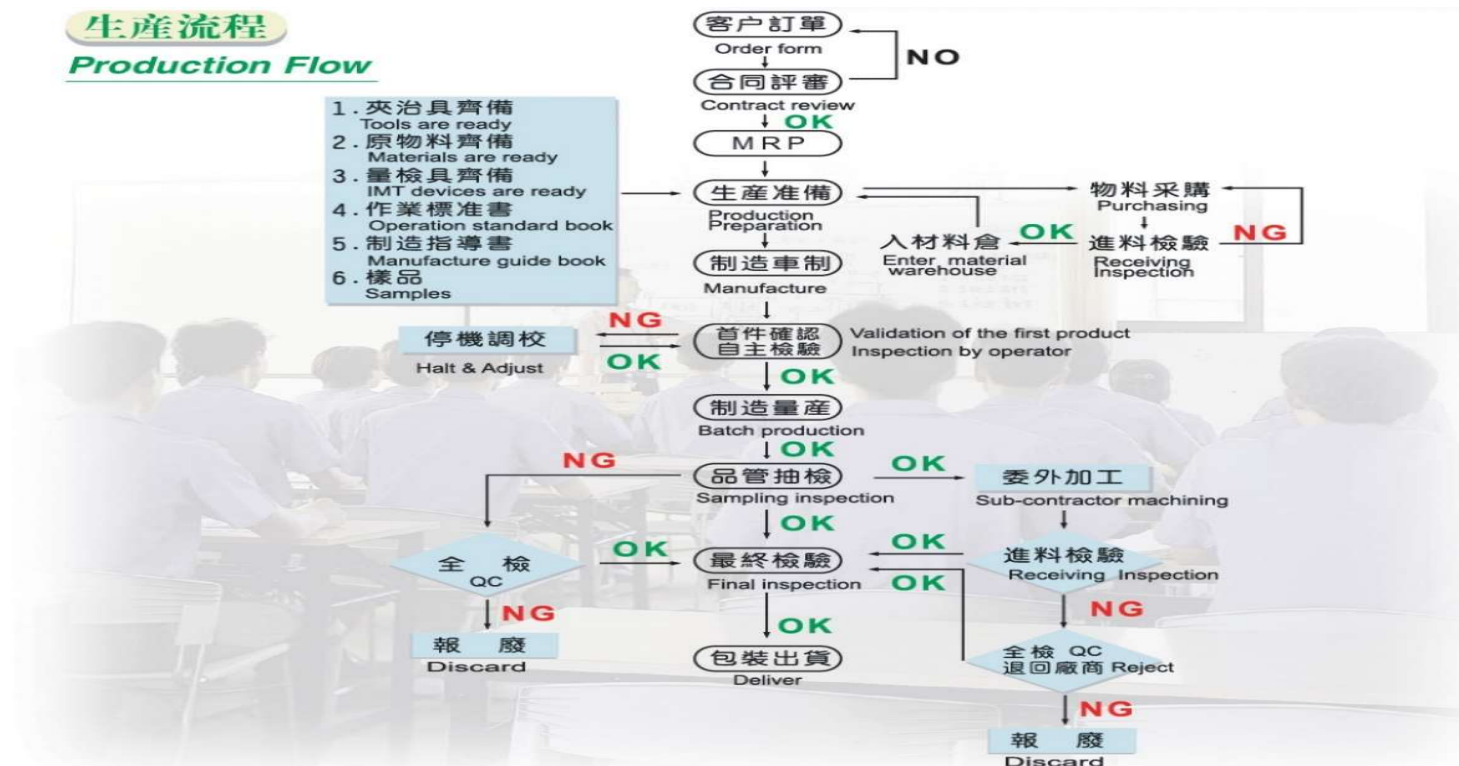 生産流程
Production Flow
客户訂單
Order form
NO
合同評審
Contract review
OK
MRP
1.夾治具齊備
Tools are ready
2.原物料齊備
Materials are ready
3.量檢具齊備
IMT devices are ready
4.作業標准書
Operation standard book
5.制造指導書
Manufacture guide book
6.樣品
Samples
生産准備
Production
Preparation
物料采購
Purchasing
入材料倉
Enter material
warehouse
OK
進料檢驗
Receiving
Inspection
NG
制造車制
Manufacture
停機調校
Halt & Adjust
NG
OK
首件確認
自主檢驗
Validation of the first product
Inspection by operator
OK
制造量産
Batch production
OK
NG
品管抽檢
Sampling inspection
OK
委外加工
Sub-contractor machining
OK
全 檢
QC
OK
最終檢驗
Final inspection
OK
OK
進料檢驗
Receiving Inspection
NG
NG
報 廢
Discard
OK
包裝出貨
Deliver
全檢 QC
退回廠商 Reject
NG
報 廢
Discard